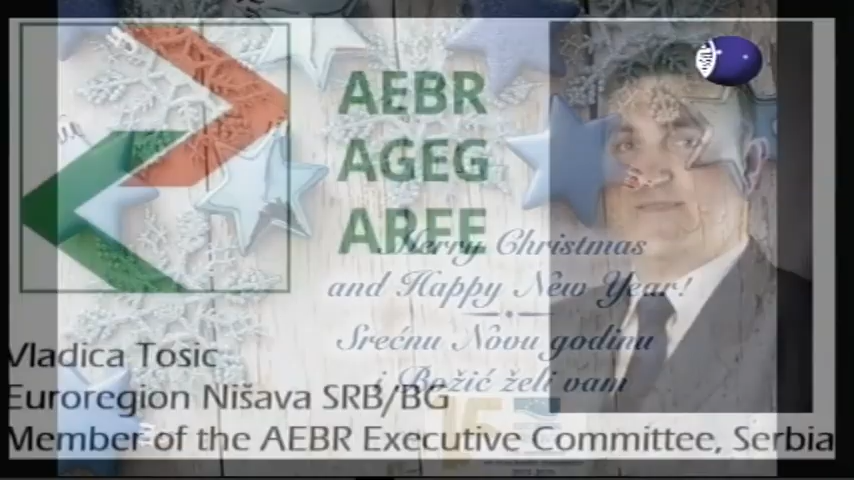 AEBR
AGEG
ARFE
Merry Christmas
and Happy New Year!
Srećnu Novu godinu
i Božić želi vam
Vladica Tosic
Euroregion Nišava SRB/BG
Member of the AEBR Executive Committee, Serbia